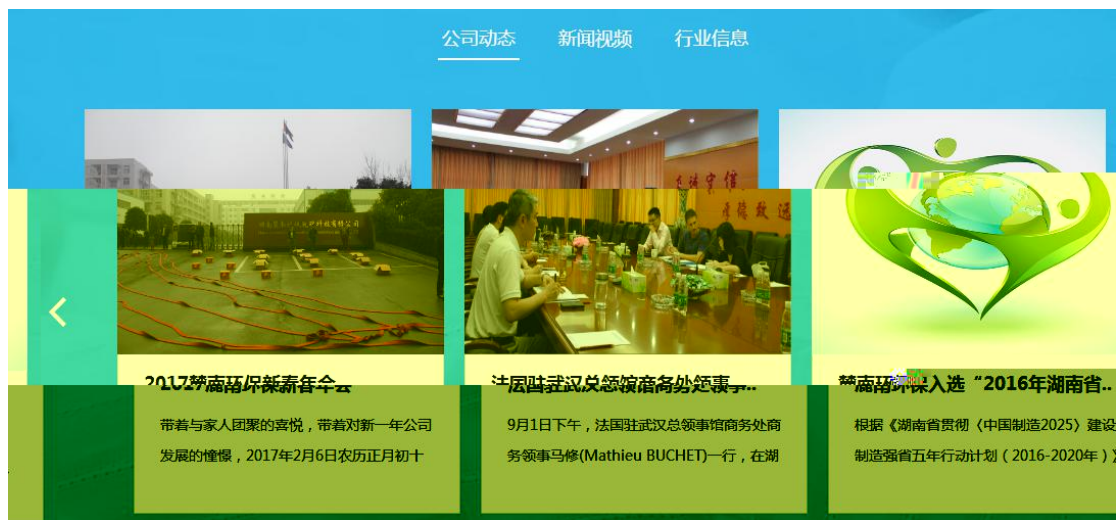 公司动态 新闻视频 行业信息
2017楚南环保新春年会
法国驻武汉总领馆商务处领事..
楚南环保入选“2016年湖南省..
带着与家人团聚的喜悦，带着对新一年公司
发展的憧憬，2017年2月6日农历正月初十
9月1日下午，法国驻武汉总领事馆商务处商
务领事马修(Mathieu BUCHET)一行，在湖
根据《湖南省贯彻〈中国制造2025〉建设
制造强省五年行动计划（2016-2020年）》